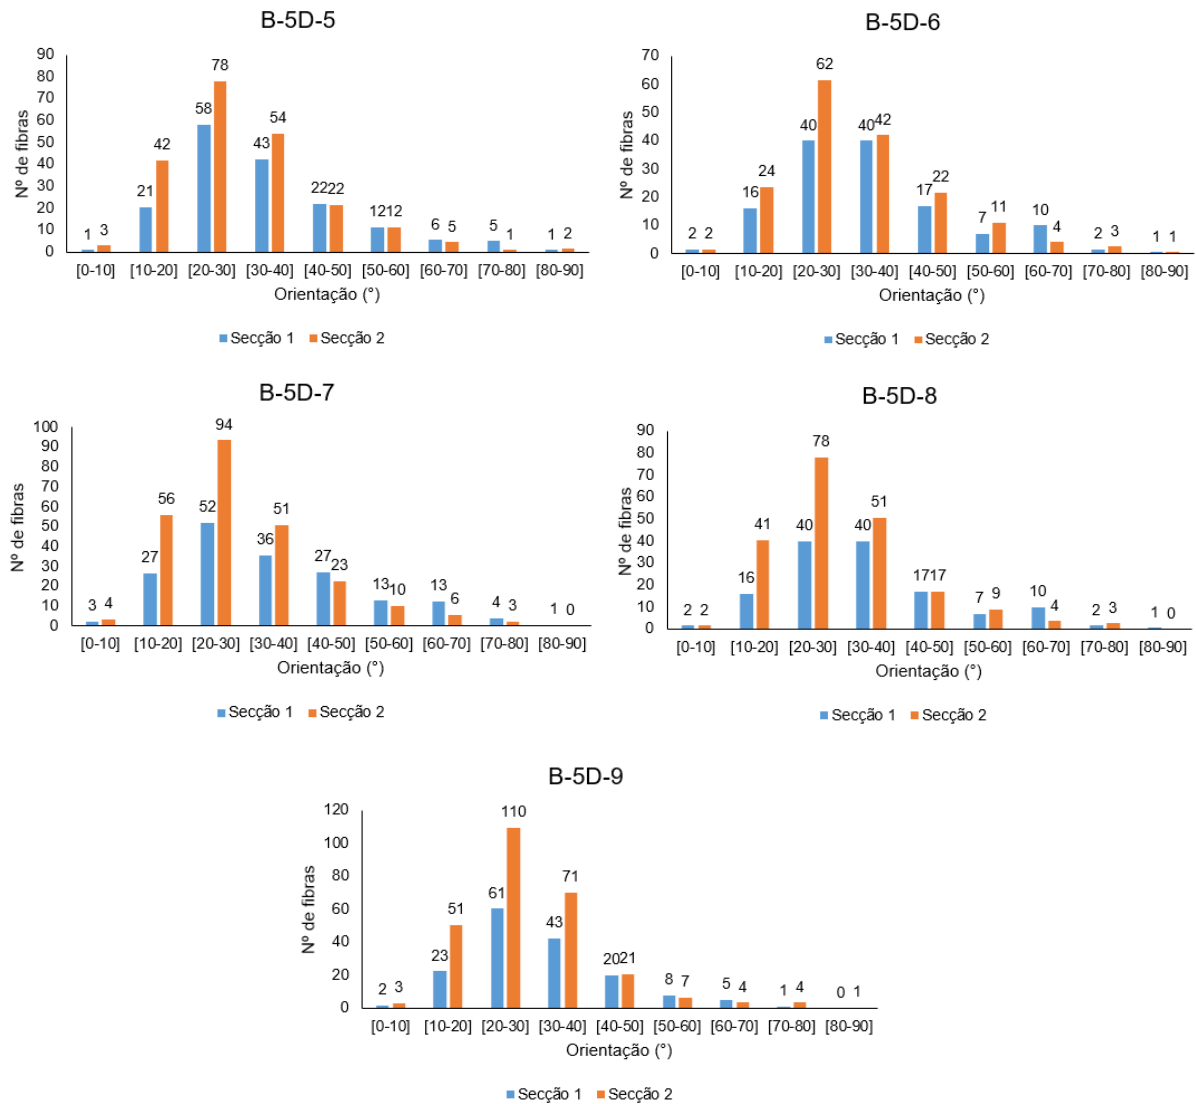 B-5D-5
Nº de fibras
90
80
70
60
50
40
30
20
10
0
1 3 21 42 58 78 43 54 22 22 12 12 6 5 5 1 1 2
[0-10] [10-20] [20-30] [30-40] [40-50] [50-60] [60-70] [70-80] [80-90]
Orientação (°)
Secção 1 Secção 2
B-5D-6
Nº de fibras
70
60
50
40
30
20
10
0
2 2 16 24 40 62 40 42 17 22 7 11 10 4 2 3 1 1
[0-10] [10-20] [20-30] [30-40] [40-50] [50-60] [60-70] [70-80] [80-90]
Orientação (°)
Secção 1 Secção 2
B-5D-7
Nº de fibras
100
90
80
70
60
50
40
30
20
10
0
3 4 27 56 52 94 36 51 27 23 13 10 13 6 4 3 1 0
[0-10] [10-20] [20-30] [30-40] [40-50] [50-60] [60-70] [70-80] [80-90]
Orientação (°)
Secção 1 Secção 2
B-5D-8
Nº de fibras
90
80
70
60
50
40
30
20
10
0
2 2 16 41 40 78 40 51 17 17 7 9 10 4 2 3 1 0
[0-10] [10-20] [20-30] [30-40] [40-50] [50-60] [60-70] [70-80] [80-90]
Orientação (°)
Secção 1 Secção 2
B-5D-9
Nº de fibras
120
100
80
60
40
20
0
2 3 23 51 61 110 43 71 20 21 8 7 5 4 1 4 0 1
[0-10] [10-20] [20-30] [30-40] [40-50] [50-60] [60-70] [70-80] [80-90]
Orientação (°)
Secção 1 Secção 2